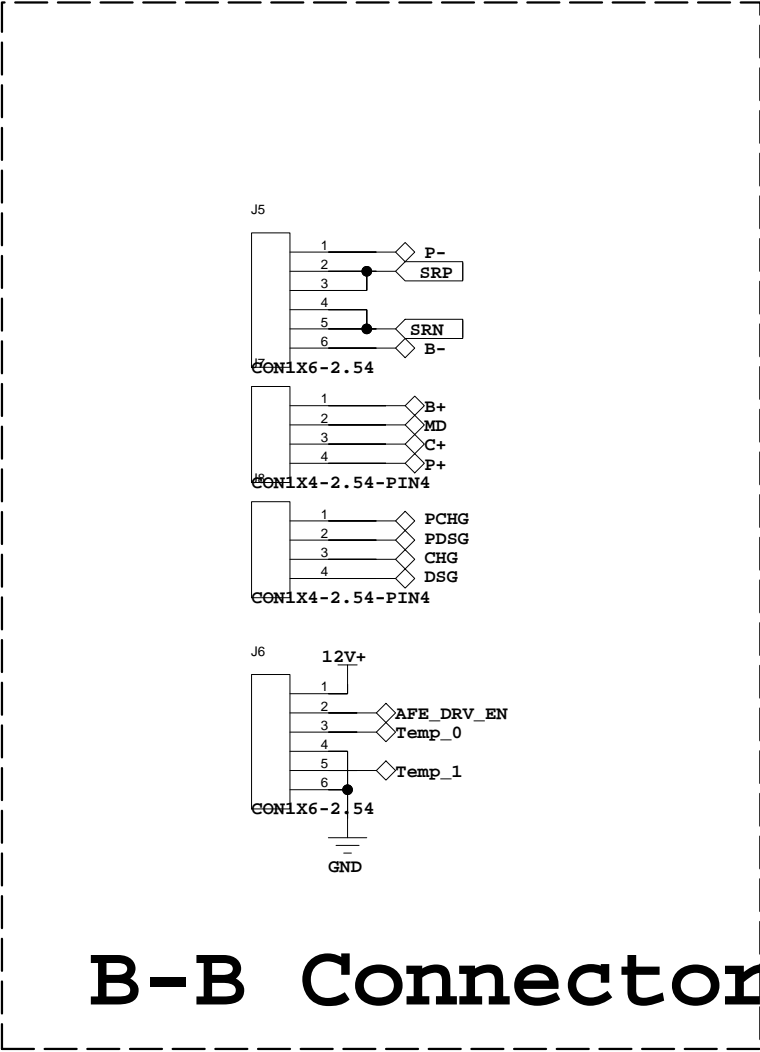 J5
1 P-
2 SRP
3
4
5 SRN
6 B-
J7
CON1X6-2.54
1 B+
2 MD
3 C+
4 P+
J8
CON1X4-2.54-PIN4
1 PCHG
2 PDSG
3 CHG
4 DSG
CON1X4-2.54-PIN4
J6
12V+
1
2 AFE_DRV_EN
3 Temp_0
4
5 Temp_1
6
CON1X6-2.54
GND
B-B Connector